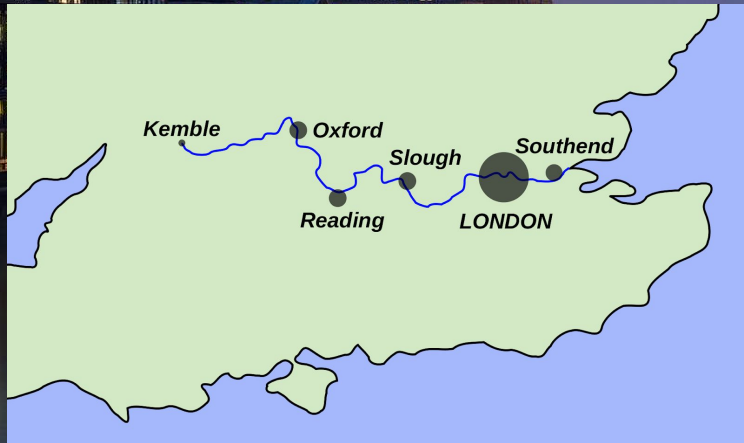 Kemble
Oxford
Southend
Slough
Reading
LONDON